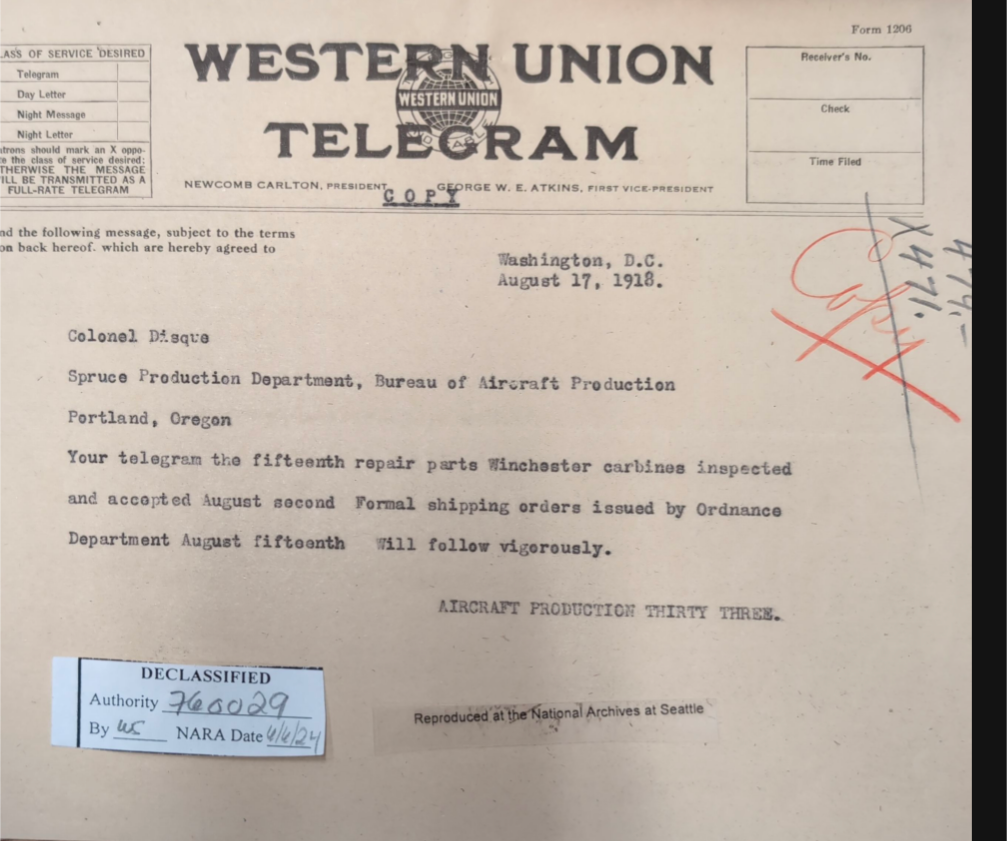 Form 1206
LASS OF SERVICE DESIRED
Telegram
Day Letter
Night Message
Night Letter
atrons should mark an X oppo-
e the class of service desired:
THERWISE THE MESSAGE
ILL BE TRANSMITTED AS A
FULL-RATE TELEGRAM
WESTERN UNION
WESTERN UNION
TELEGRAM
NEWCOMB CARLTON, PRESIDENT
GEORGE W. E. ATKINS, FIRST VICE-PRESIDENT
COPY
Receiver's No.
Check
Time Filed
nd the following message, subject to the terms
on back hereof. which are hereby agreed to
Washington, D.C.
August 17, 1918.
Copy
X 471.
474.-
Colonel Disque
Spruce Production Department, Bureau of Aircraft Production
Portland, Oregon
Your telegram the fifteenth repair parts Winchester carbines inspected
and accepted August second Formal shipping orders issued by Ordnance
Department August fifteenth Will follow vigorously.
AIRCRAFT PRODUCTION THIRTY THREE.
DECLASSIFIED
Authority 760029
By WS NARA Date
Reproduced at the National Archives at Seattle